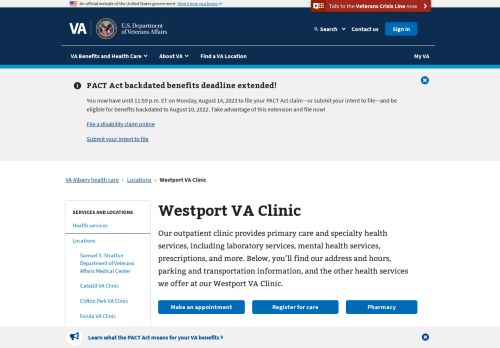 An official website of the United States government Here's how you know
Talk to the Veterans Crisis Line now
VA
U.S. Department
of Veterans Affairs
Search
Contact us
Sign in
VA Benefits and Health Care
About VA
Find a VA Location
My VA
PACT Act backdated benefits deadline extended!
You now have until 11:59 p.m. ET on Monday, August 14, 2023 to file your PACT Act claim—or submit your intent to file—and be
eligible for benefits backdated to August 10, 2022. Take advantage of this extension and file now!
File a disability claim online
Submit your intent to file
VA Albany health care › Locations › Westport VA Clinic
SERVICES AND LOCATIONS
Health services
Locations
Samuel S. Stratton
Department of Veterans
Affairs Medical Center
Catskill VA Clinic
Clifton Park VA Clinic
Fonda VA Clinic
Westport VA Clinic
Our outpatient clinic provides primary care and specialty health
services, including laboratory services, mental health services,
prescriptions, and more. Below, you'll find our address and hours,
parking and transportation information, and the other health services
we offer at our Westport VA Clinic.
Make an appointment
Register for care
Pharmacy
Learn what the PACT Act means for your VA benefits